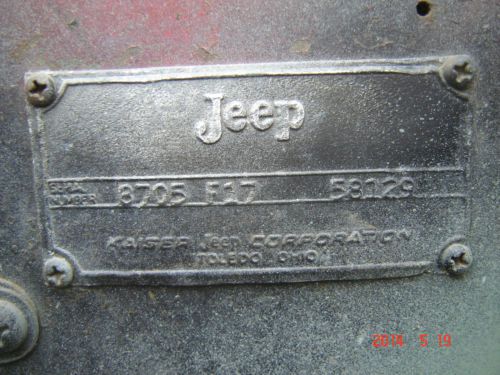 Jeep
SERIAL
NUMBER 8705 F17 58129
KAISER Jeep CORPORATION
TOLEDO OHIO
2014 5 19